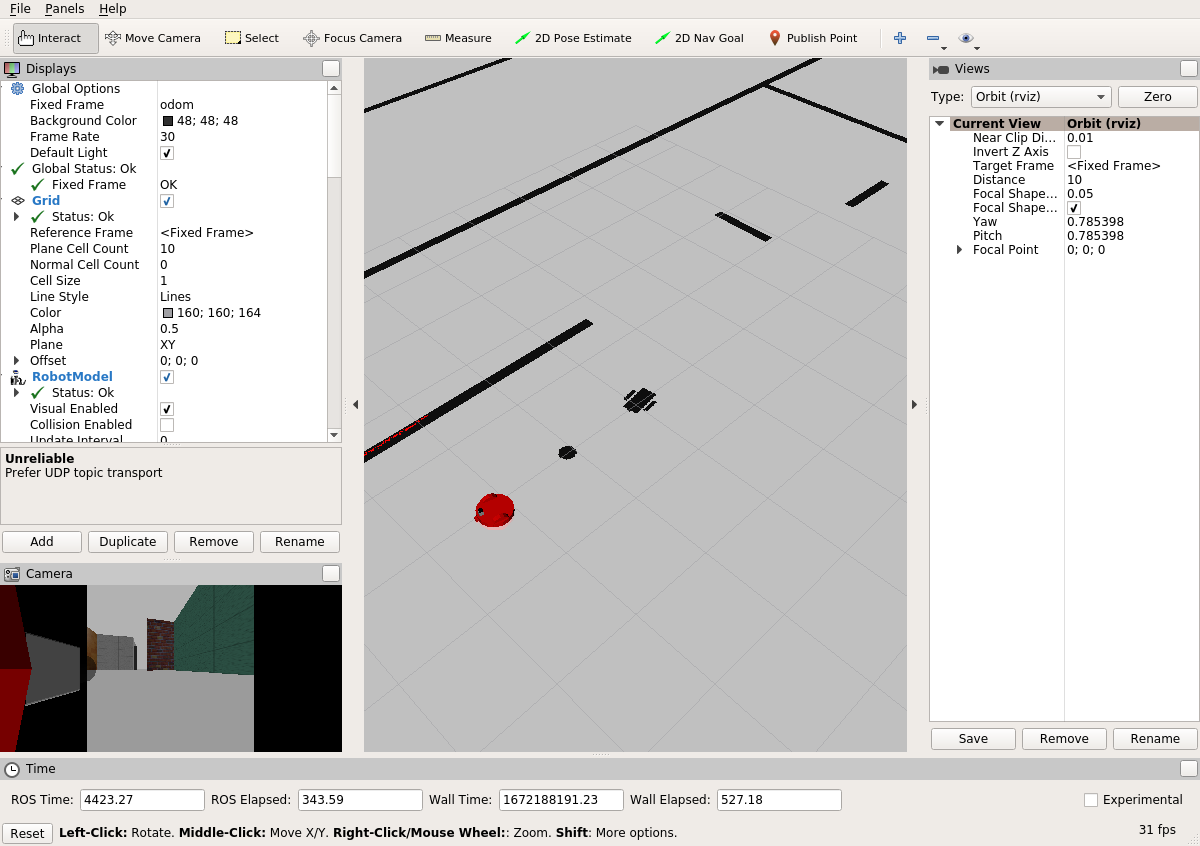 File Panels Help
Interact Move Camera Select Focus Camera Measure 2D Pose Estimate 2D Nav Goal Publish Point
Displays
Global Options
Fixed Frame odom
Background Color 48; 48; 48
Frame Rate 30
Default Light
Global Status: Ok
Fixed Frame OK
Grid
Status: Ok
Reference Frame <Fixed Frame>
Plane Cell Count 10
Normal Cell Count 0
Cell Size 1
Line Style Lines
Color 160; 160; 164
Alpha 0.5
Plane XY
Offset 0; 0; 0
RobotModel
Status: Ok
Visual Enabled
Collision Enabled
Update Interval 0
Unreliable
Prefer UDP topic transport
Add Duplicate Remove Rename
Camera
Views
Type: Orbit (rviz) Zero
Current View Orbit (rviz)
Near Clip Di... 0.01
Invert Z Axis
Target Frame <Fixed Frame>
Distance 10
Focal Shape... 0.05
Focal Shape...
Yaw 0.785398
Pitch 0.785398
Focal Point 0; 0; 0
Save Remove Rename
Time
ROS Time: 4423.27 ROS Elapsed: 343.59 Wall Time: 1672188191.23 Wall Elapsed: 527.18 Experimental
Reset Left-Click: Rotate. Middle-Click: Move X/Y. Right-Click/Mouse Wheel:: Zoom. Shift: More options. 31 fps